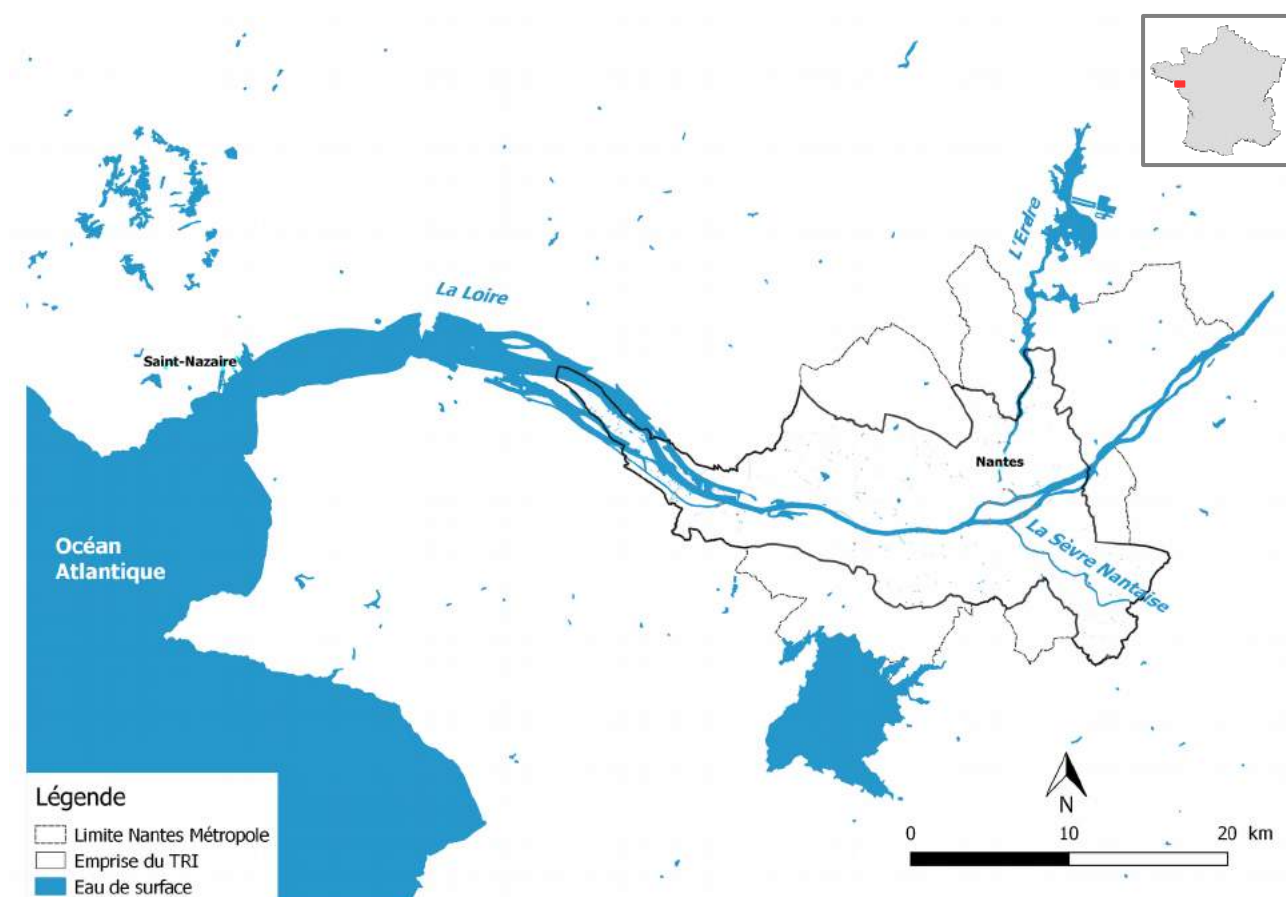 L'Erdre
La Loire
Saint-Nazaire
Nantes
La Sèvre Nantaise
Océan
Atlantique
N
Légende
Limite Nantes Métropole
Emprise du TRI
Eau de surface
0 10 20 km